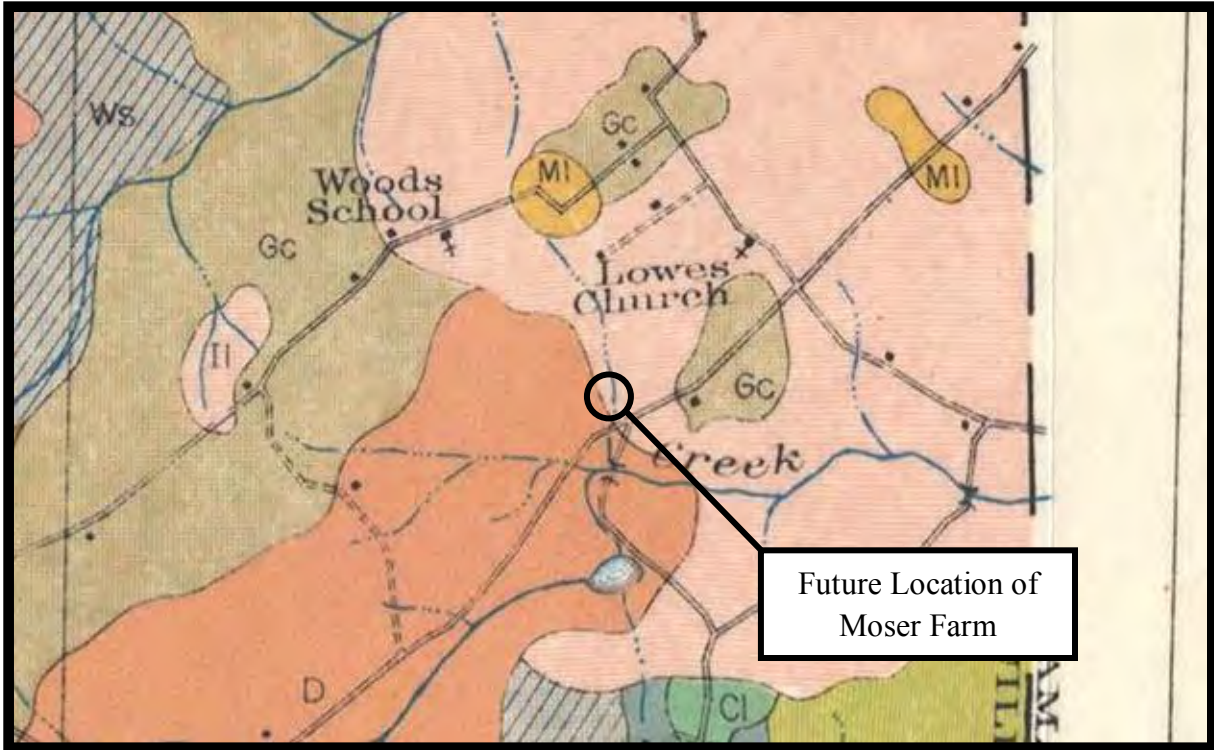 Ws
Gc
Ml
Ml
Woods
School
Gc
Lowes
Church
Il
Gc
Creek
Future Location of
Moser Farm
D
Cl